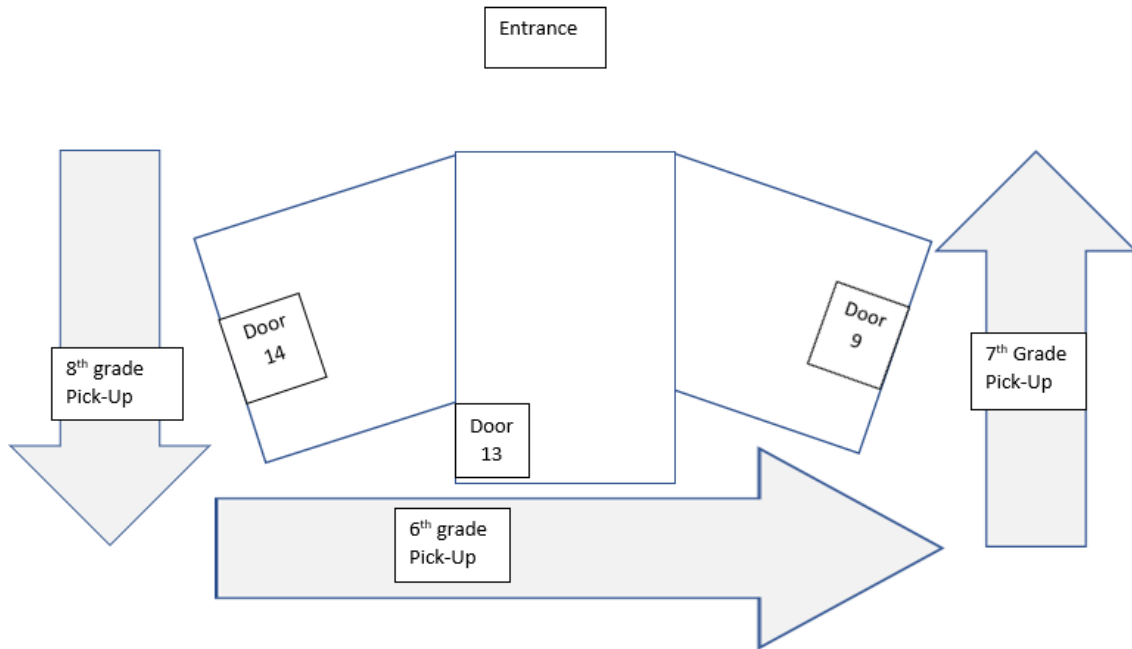 Entrance
Door
14
Door
9
8th grade
Pick-Up
7th Grade
Pick-Up
Door
13
6th grade
Pick-Up